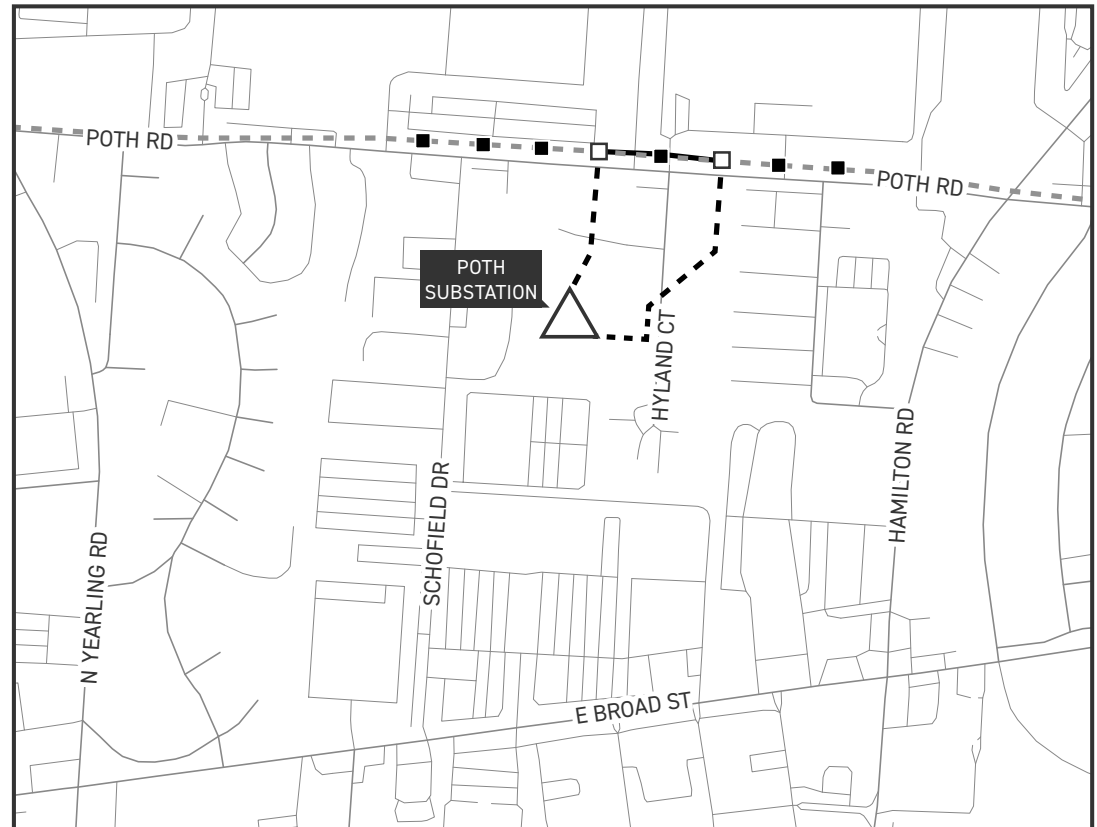 POTH RD
POTH RD
POTH
SUBSTATION
HYLAND CT
HAMILTON RD
SCHOFIELD DR
N YEARLING RD
E BROAD ST